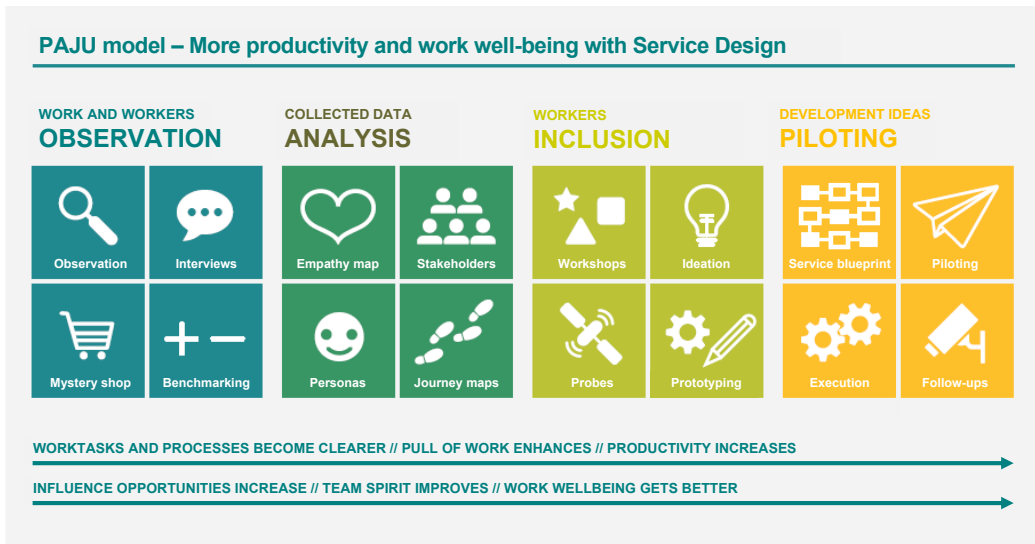 PAJU model – More productivity and work well-being with Service Design
WORK AND WORKERS
OBSERVATION
COLLECTED DATA
ANALYSIS
WORKERS
INCLUSION
DEVELOPMENT IDEAS
PILOTING
Observation
Interviews
Empathy map
Stakeholders
Workshops
Ideation
Service blueprint
Piloting
Mystery shop
Benchmarking
Personas
Journey maps
Probes
Prototyping
Execution
Follow-ups
WORKTASKS AND PROCESSES BECOME CLEARER // PULL OF WORK ENHANCES // PRODUCTIVITY INCREASES
INFLUENCE OPPORTUNITIES INCREASE // TEAM SPIRIT IMPROVES // WORK WELLBEING GETS BETTER